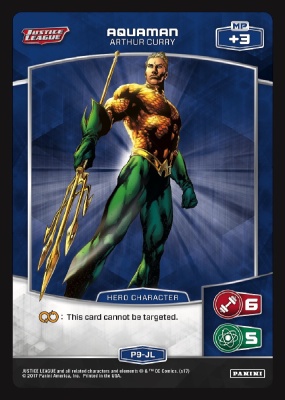 JUSTICE LEAGUE
AQUAMAN
ARTHUR CURRY
MP
+3
HERO CHARACTER
: This card cannot be targeted.
6
5
P9-JL
JUSTICE LEAGUE and all related characters and elements © & ™ DC Comics. (s17)
© 2017 Panini America, Inc. Printed in the USA.
PANINI